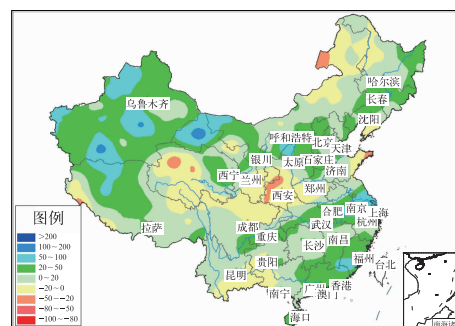 哈尔滨
长春
乌鲁木齐
沈阳
呼和浩特
北京
天津
银川
太原
石家庄
西宁
济南
兰州
西安
郑州
合肥
南京
上海
拉萨
成都
武汉
杭州
重庆
长沙
南昌
贵阳
福州
台北
昆明
南宁
香港
澳门
海口
图例
>200
100~200
50~100
20~50
0~20
-20~0
-50~-20
-80~-50
-100~-80